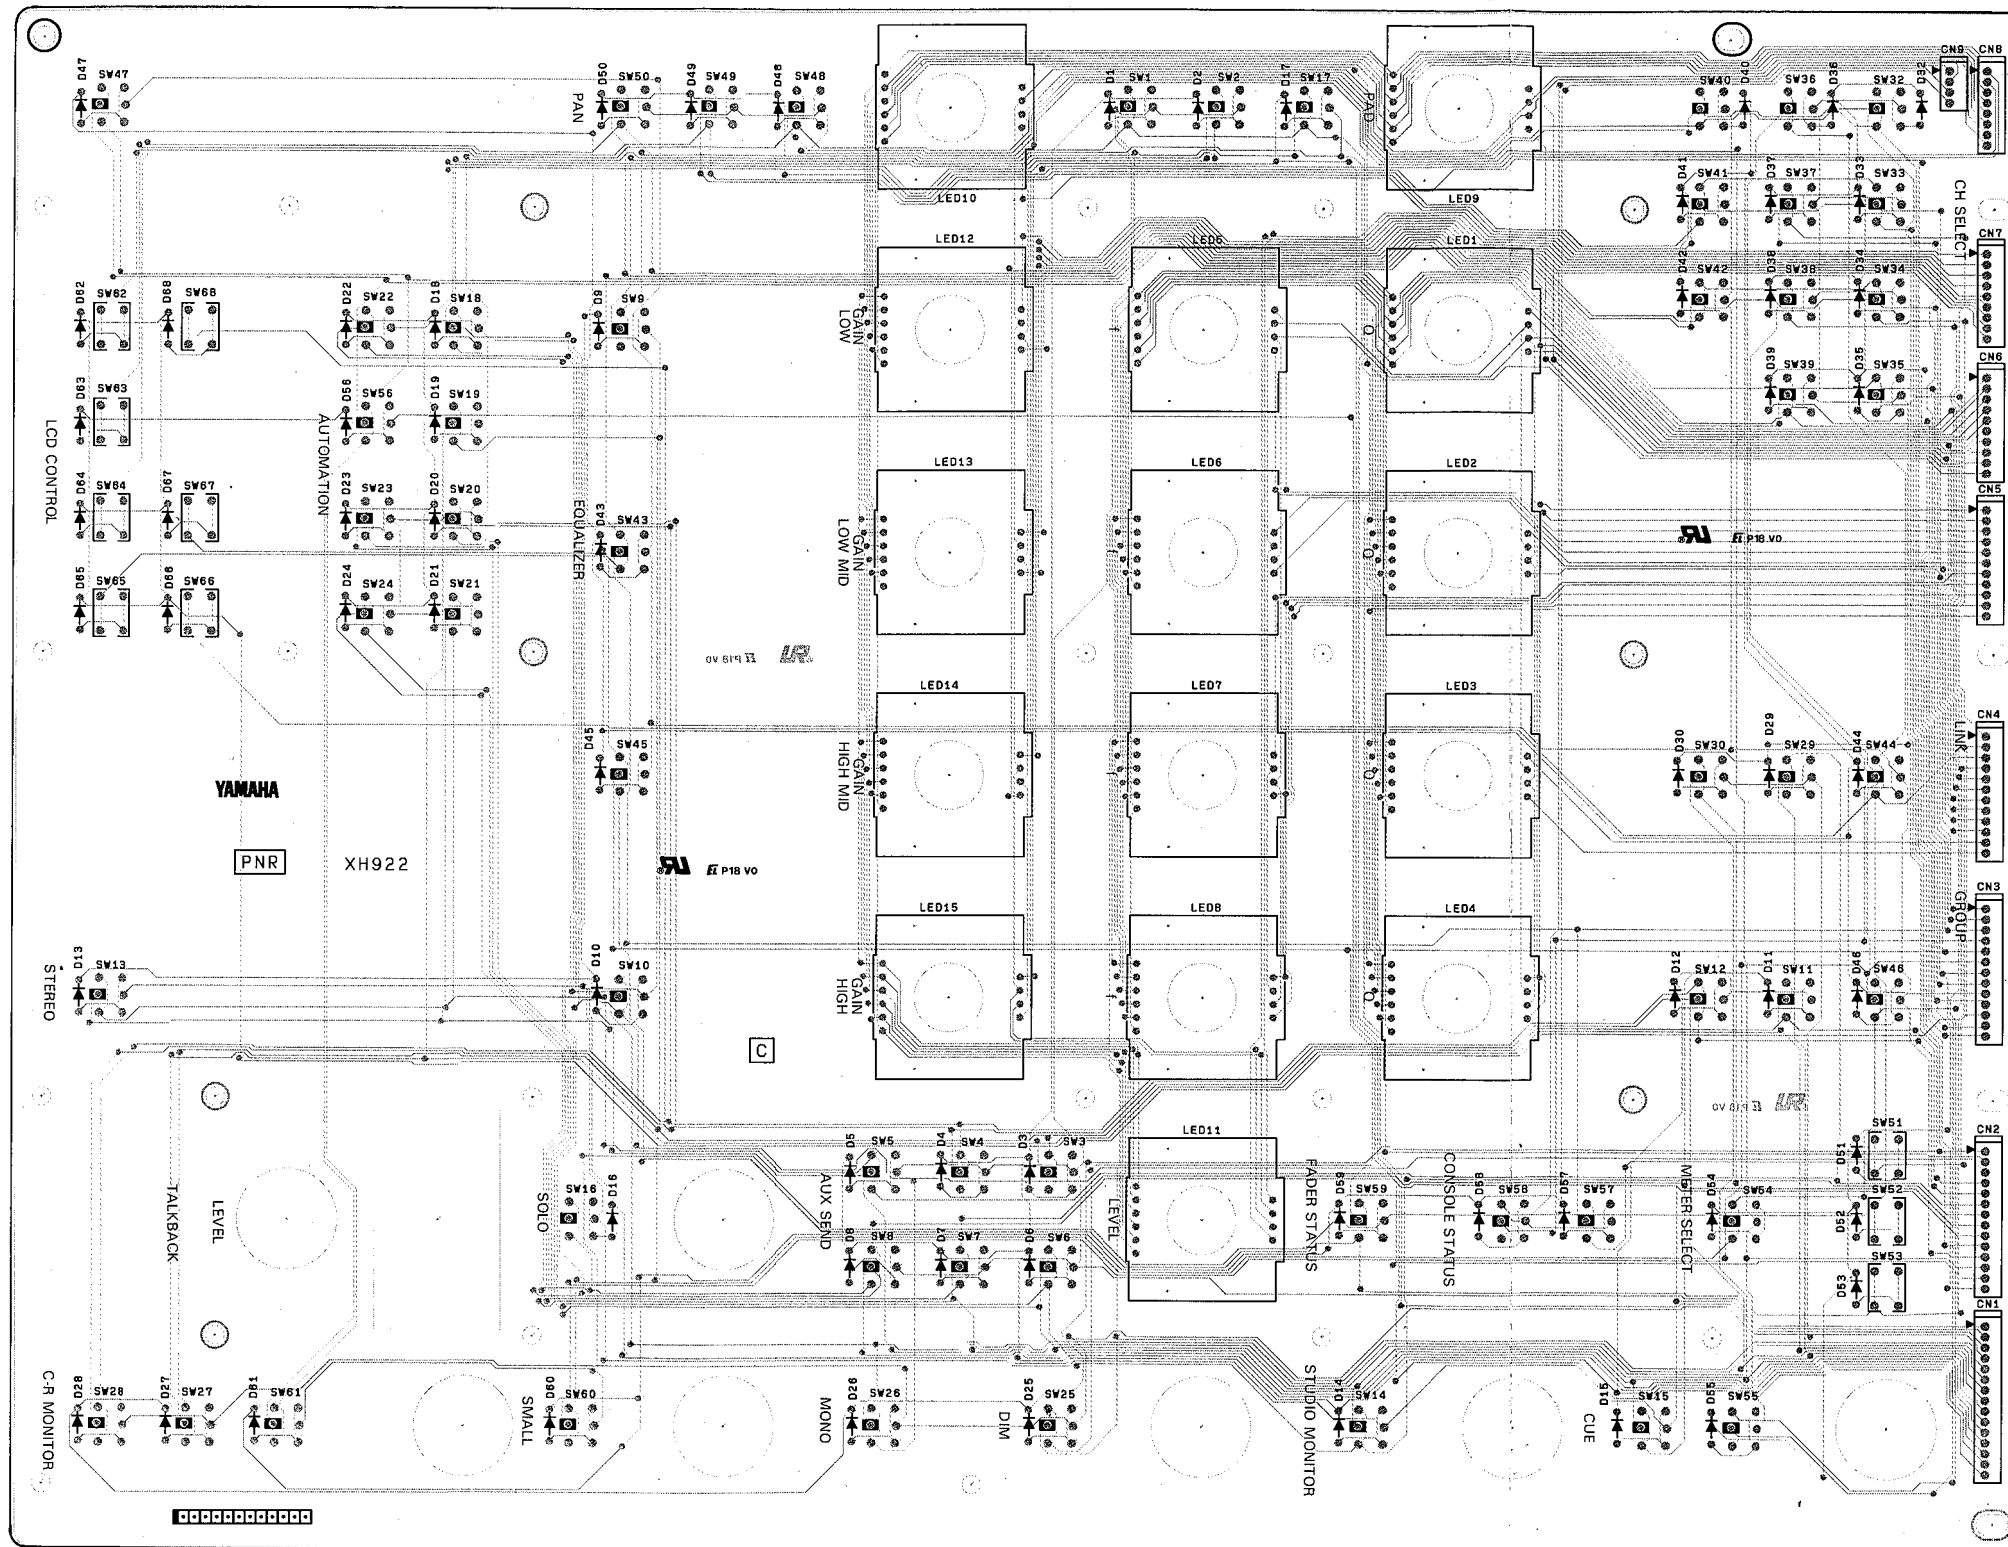 D47
SW47
PAN
D50
SW50
D49
SW49
D48
SW48
D1
SW1
D2
SW2
D17
SW17
PAD
SW40
D40
SW36
D36
SW32
D32
CN9
CN8
LED10
LED9
D41
SW41
D37
SW37
D33
SW33
CH SELECT
CN7
LED12
LED5
LED1
D42
SW42
D38
SW38
D34
SW34
D62
SW62
D68
SW68
D22
SW22
D18
SW18
D9
SW9
GAIN
LOW
f
Q
D39
SW39
D35
SW35
CN6
D63
SW63
D56
SW56
D19
SW19
LCD CONTROL
AUTOMATION
D64
SW64
D67
SW67
D23
SW23
D20
SW20
EQUALIZER
D43
SW43
LED13
LED6
LED2
GAIN
LOW MID
f
Q
CN5
UR
P18 V0
D65
SW65
D66
SW66
D24
SW24
D21
SW21
P18 V0
UR
LED14
LED7
LED3
D45
SW45
GAIN
HIGH MID
f
Q
D30
SW30
D29
SW29
D44
SW44
LINK
CN4
YAMAHA
PNR
XH922
UR
P18 V0
LED15
LED8
LED4
GROUP
CN3
STEREO
D13
SW13
D10
SW10
GAIN
HIGH
f
Q
D12
SW12
D11
SW11
D46
SW46
C
P18 V0
UR
TALKBACK
LEVEL
SOLO
SW16
D16
AUX SEND
D5
SW5
D4
SW4
D3
SW3
D8
SW8
D7
SW7
D6
SW6
LED11
LEVEL
FADER STATUS
D59
SW59
CONSOLE STATUS
D58
SW58
D57
SW57
METER SELECT
D54
SW54
D51
SW51
D52
SW52
D53
SW53
CN2
CN1
C-R MONITOR
D28
SW28
D27
SW27
D61
SW61
SMALL
D60
SW60
MONO
D26
SW26
DIM
D25
SW25
STUDIO MONITOR
D14
SW14
CUE
D15
SW15
D55
SW55